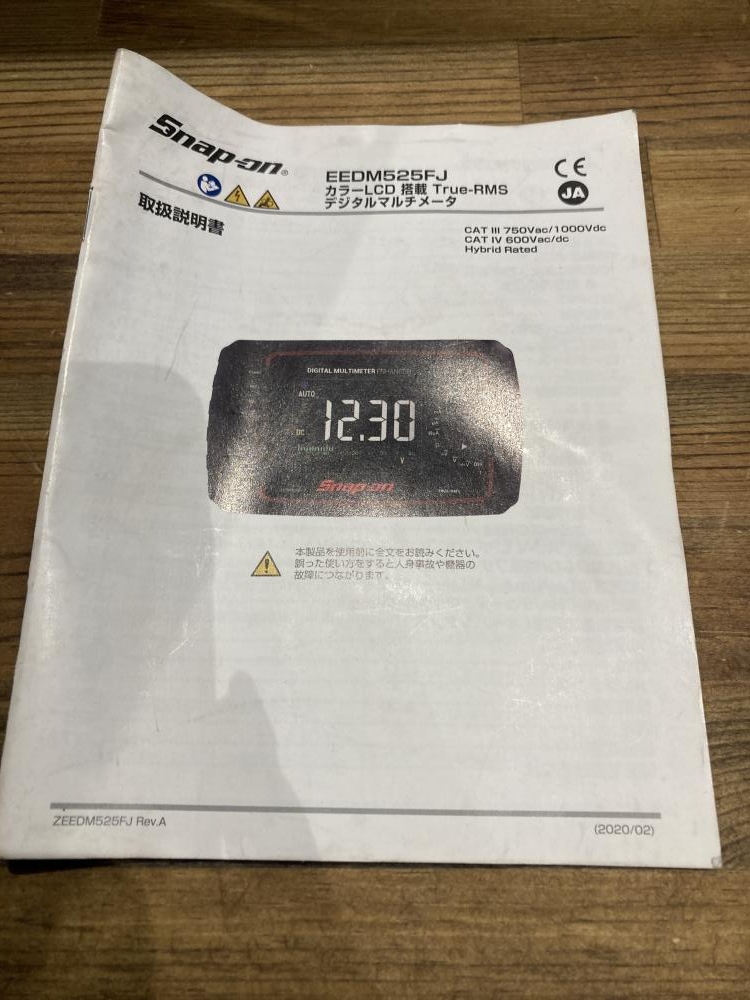 Snap-on®
EEDM525FJ
カラーLCD 搭載 True-RMS
デジタルマルチメータ
CE
JA
取扱説明書
CAT III 750Vac/1000Vdc
CAT IV 600Vac/dc
Hybrid Rated
DIGITAL MULTIMETER
AUTO
12.30
DC
V
Snap-on
本製品を使用前に全文をお読みください。
誤った使い方をすると人身事故や機器の
故障につながります。
ZEEDM525FJ Rev.A
(2020/02)